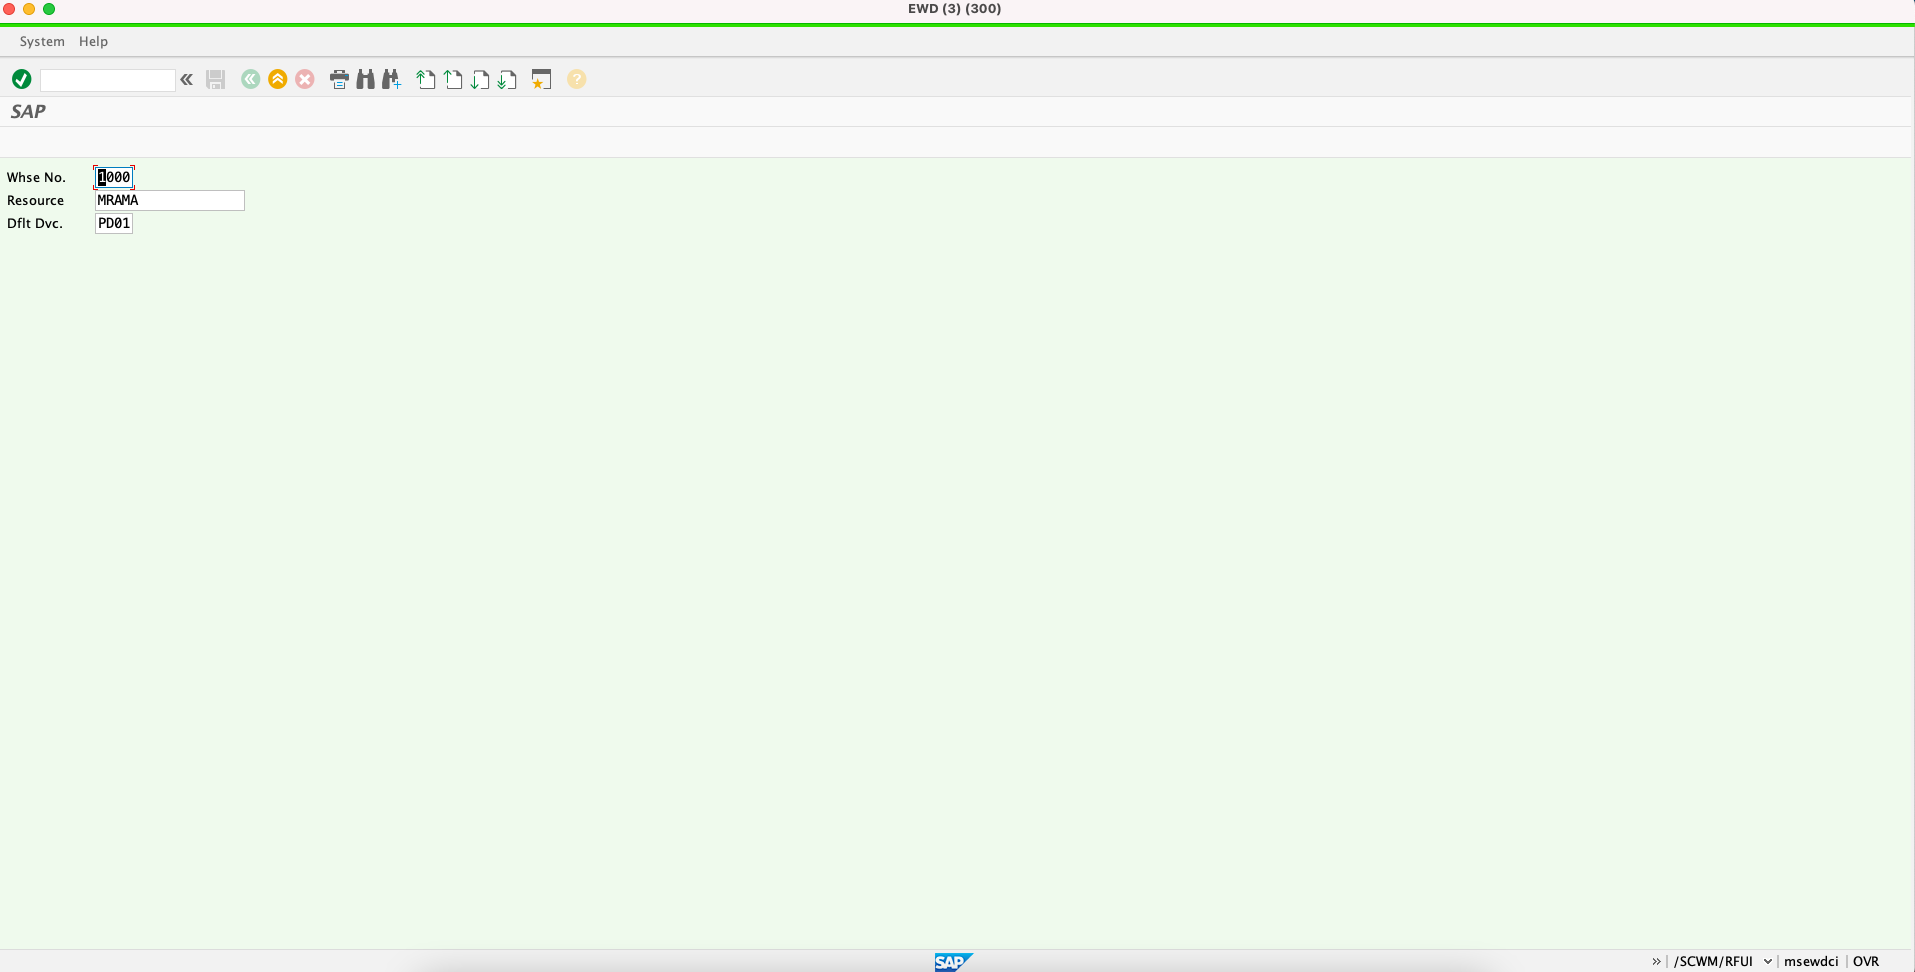 EWD (3) (300)
System Help
SAP
Whse No. 1000
Resource MRAMA
Dflt Dvc. PD01
SAP » /SCWM/RFUI msewdci OVR